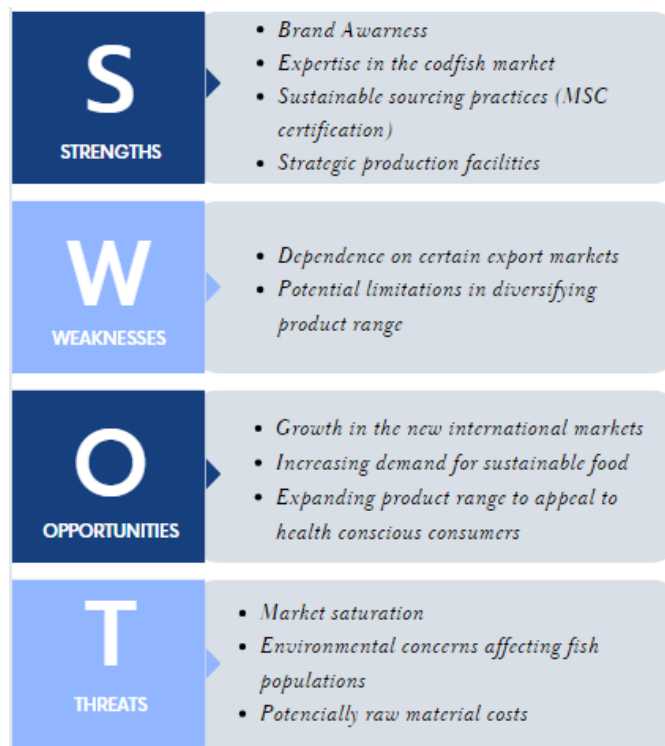 S
STRENGTHS
• Brand Awarness
• Expertise in the codfish market
• Sustainable sourcing practices (MSC
certification)
• Strategic production facilities
W
WEAKNESSES
• Dependence on certain export markets
• Potential limitations in diversifying
product range
O
OPPORTUNITIES
• Growth in the new international markets
• Increasing demand for sustainable food
• Expanding product range to appeal to
health conscious consumers
T
THREATS
• Market saturation
• Environmental concerns affecting fish
populations
• Potencially raw material costs